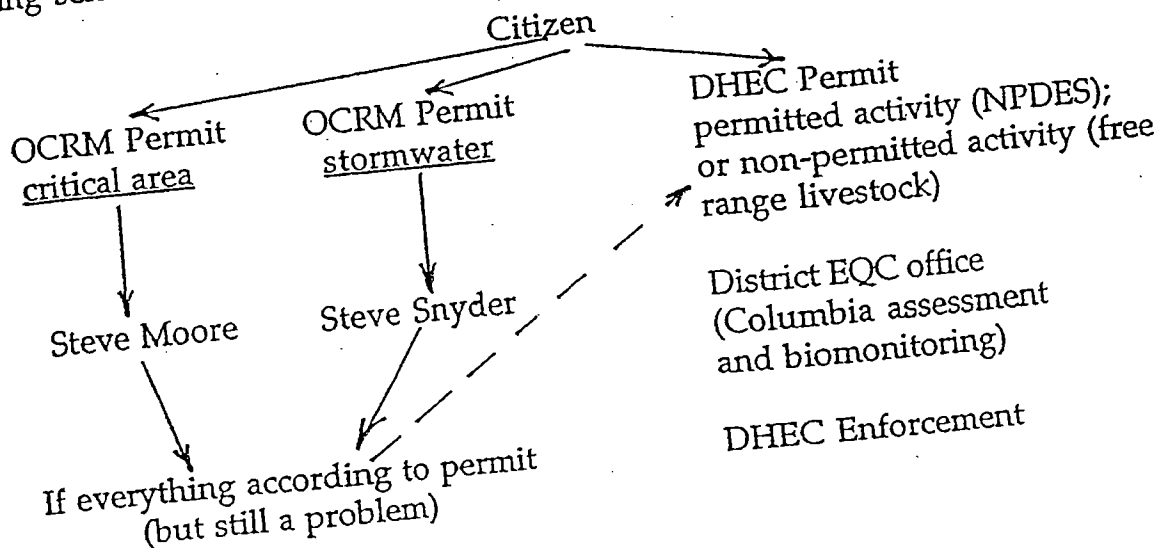 Citizen
OCRM Permit
critical area
OCRM Permit
stormwater
DHEC Permit
permitted activity (NPDES);
or non-permitted activity (free
range livestock)
Steve Moore
Steve Snyder
District EQC office
(Columbia assessment
and biomonitoring)
DHEC Enforcement
If everything according to permit
(but still a problem)